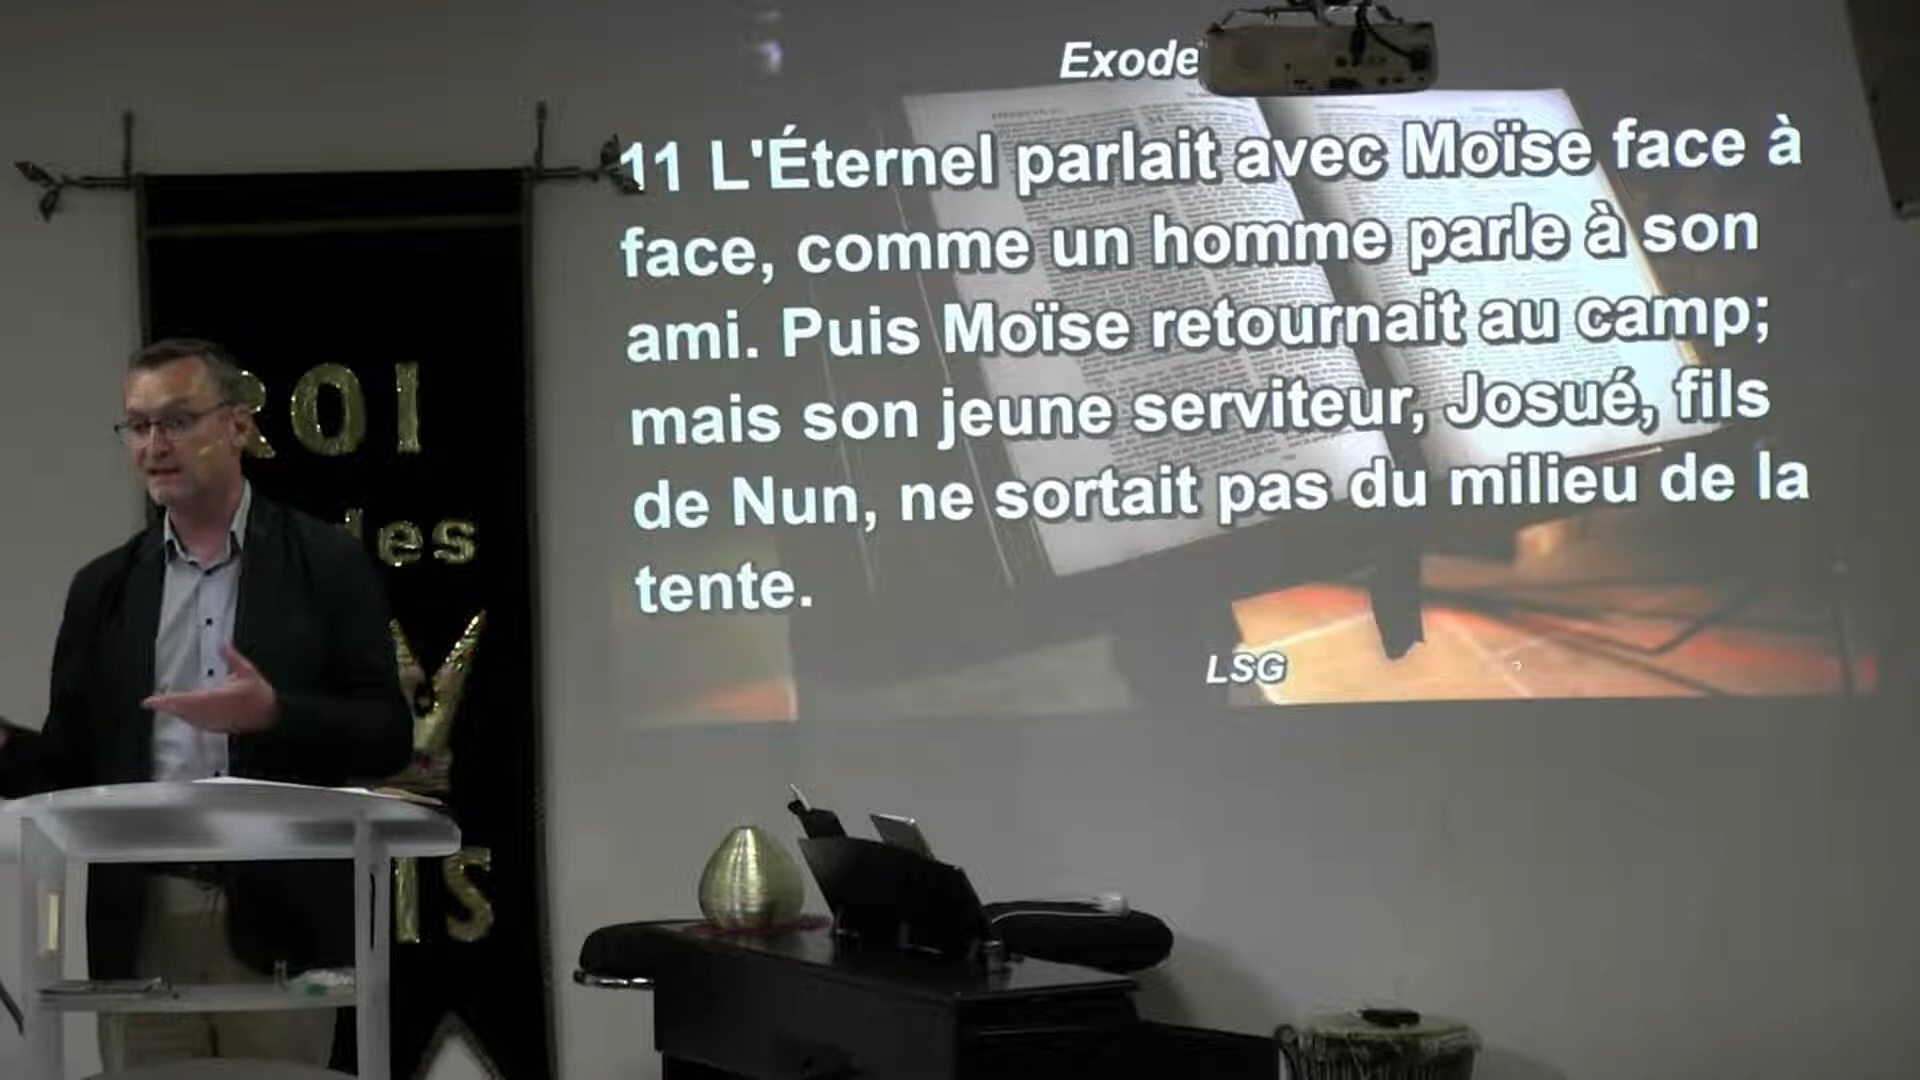 Exode
11 L'Éternel parlait avec Moïse face à
face, comme un homme parle à son
ami. Puis Moïse retournait au camp;
mais son jeune serviteur, Josué, fils
de Nun, ne sortait pas du milieu de la
tente.
LSG
ROI
des
IS